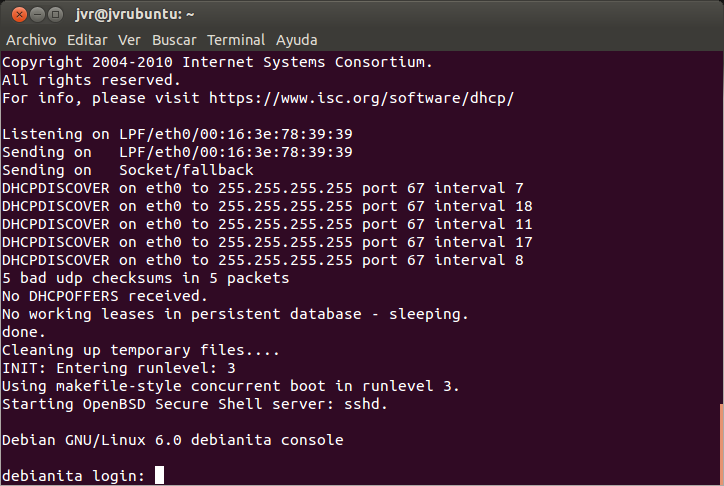 jvr@jvrubuntu: ~
Archivo Editar Ver Buscar Terminal Ayuda
Copyright 2004-2010 Internet Systems Consortium.
All rights reserved.
For info, please visit https://www.isc.org/software/dhcp/

Listening on LPF/eth0/00:16:3e:78:39:39
Sending on   LPF/eth0/00:16:3e:78:39:39
Sending on   Socket/fallback
DHCPDISCOVER on eth0 to 255.255.255.255 port 67 interval 7
DHCPDISCOVER on eth0 to 255.255.255.255 port 67 interval 18
DHCPDISCOVER on eth0 to 255.255.255.255 port 67 interval 11
DHCPDISCOVER on eth0 to 255.255.255.255 port 67 interval 17
DHCPDISCOVER on eth0 to 255.255.255.255 port 67 interval 8
5 bad udp checksums in 5 packets
No DHCPOFFERS received.
No working leases in persistent database - sleeping.
done.
Cleaning up temporary files....
INIT: Entering runlevel: 3
Using makefile-style concurrent boot in runlevel 3.
Starting OpenBSD Secure Shell server: sshd.

Debian GNU/Linux 6.0 debianita console

debianita login: